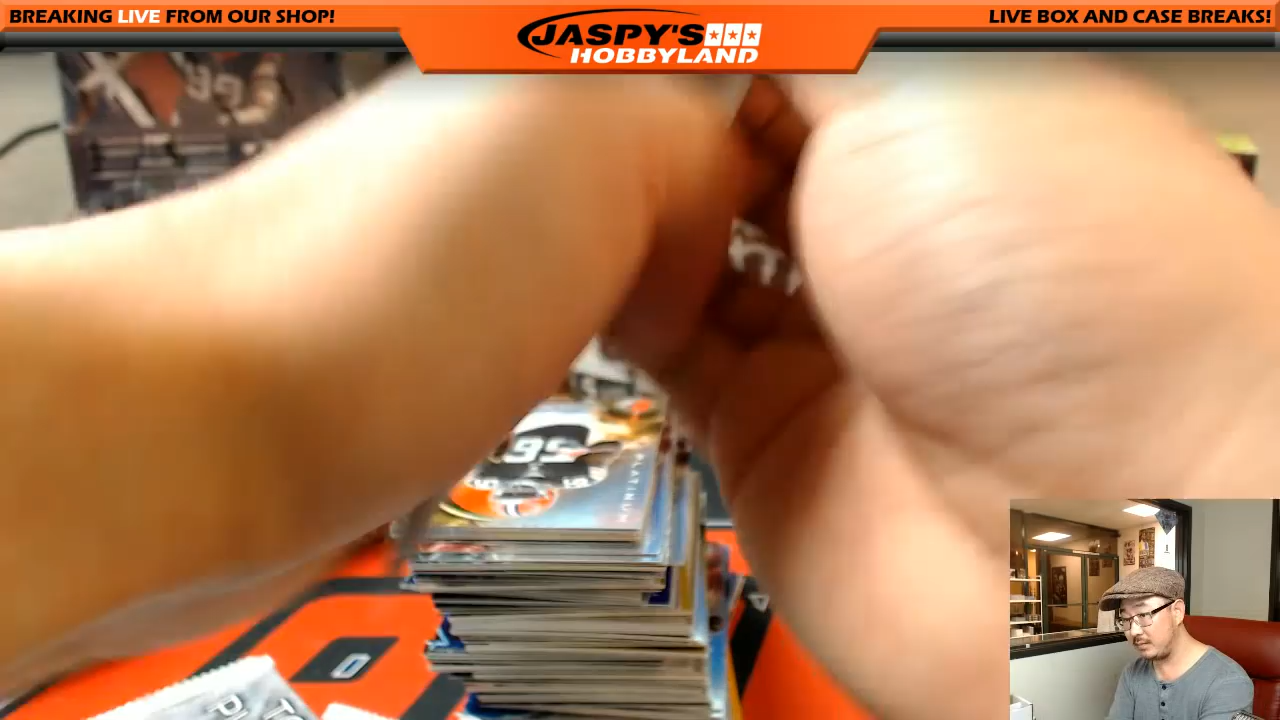 BREAKING LIVE FROM OUR SHOP!
JASPY'S
HOBBYLAND
LIVE BOX AND CASE BREAKS!
PLATINUM